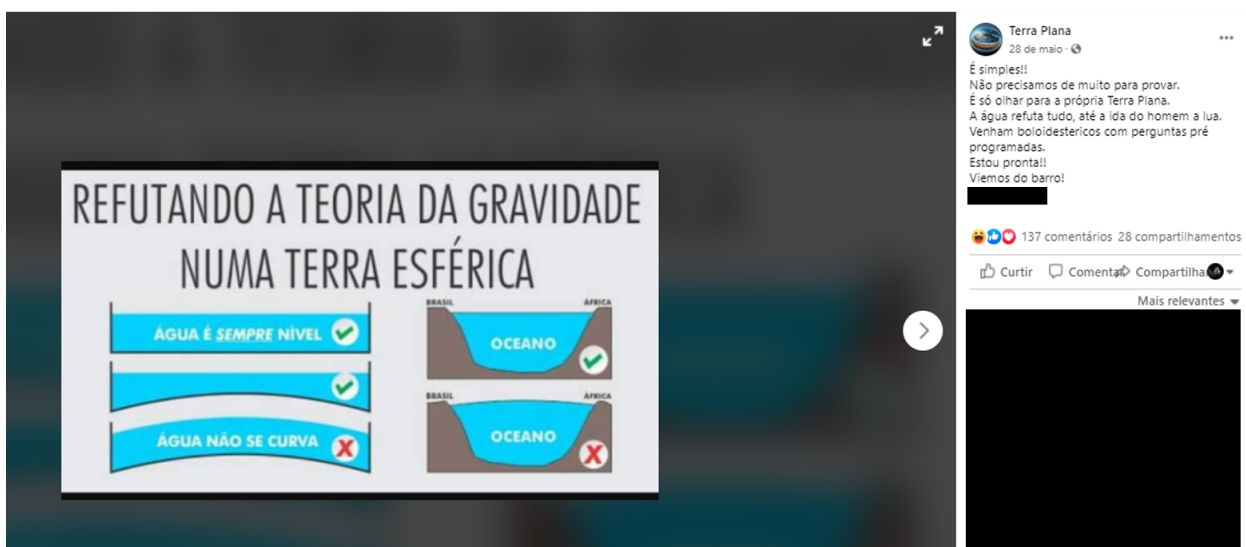 REFUTANDO A TEORIA DA GRAVIDADE
NUMA TERRA ESFÉRICA
ÁGUA É SEMPRE NÍVEL
ÁGUA NÃO SE CURVA
BRASIL
ÁFRICA
OCEANO
BRASIL
ÁFRICA
OCEANO
Terra Plana
28 de maio
É simples!!
Não precisamos de muito para provar.
É só olhar para a própria Terra Plana.
A água refuta tudo, até a ida do homem a lua.
Venham boloidestericos com perguntas pré
programadas.
Estou pronta!!
Viemos do barro!
137 comentários 28 compartilhamentos
Curtir Comentar Compartilha
Mais relevantes